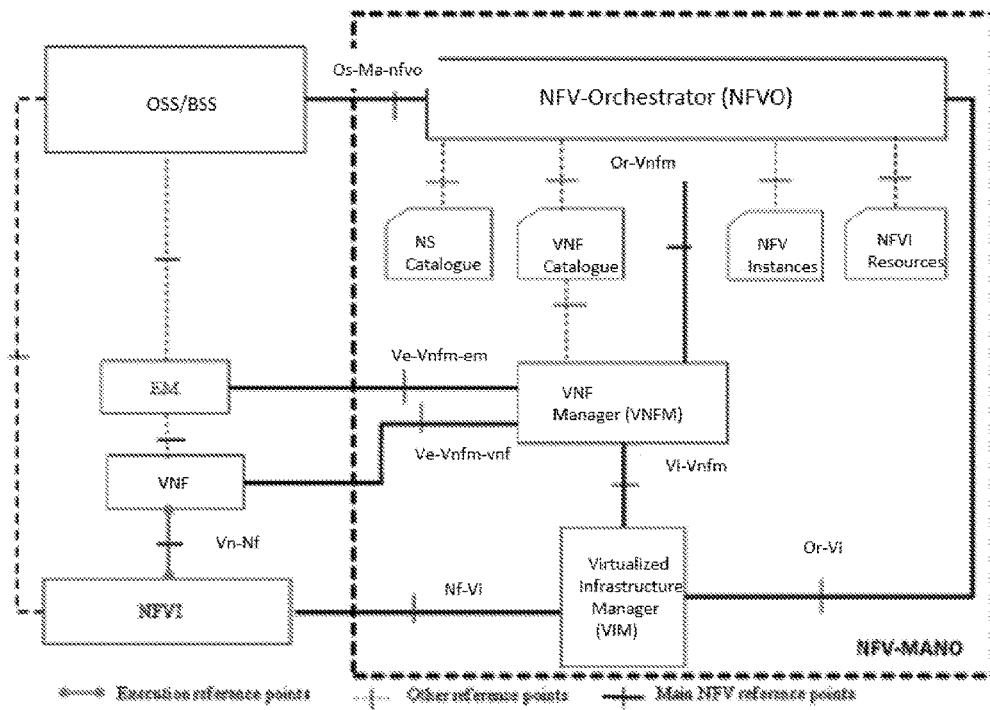 Os-Ma-nfvo
OSS/BSS
NFV-Orchestrator (NFVO)
Or-Vnfm
NS
Catalogue
VNF
Catalogue
NFV
Instances
NFVI
Resources
Ve-Vnfm-em
EM
VNF
Manager (VNFM)
Ve-Vnfm-vnf
VNF
Vi-Vnfm
Vn-Nf
Virtualized
Infrastructure
Manager
(VIM)
Or-Vi
Nf-Vi
NFVI
NFV-MANO
Execution reference points
Other reference points
Main NFV reference points